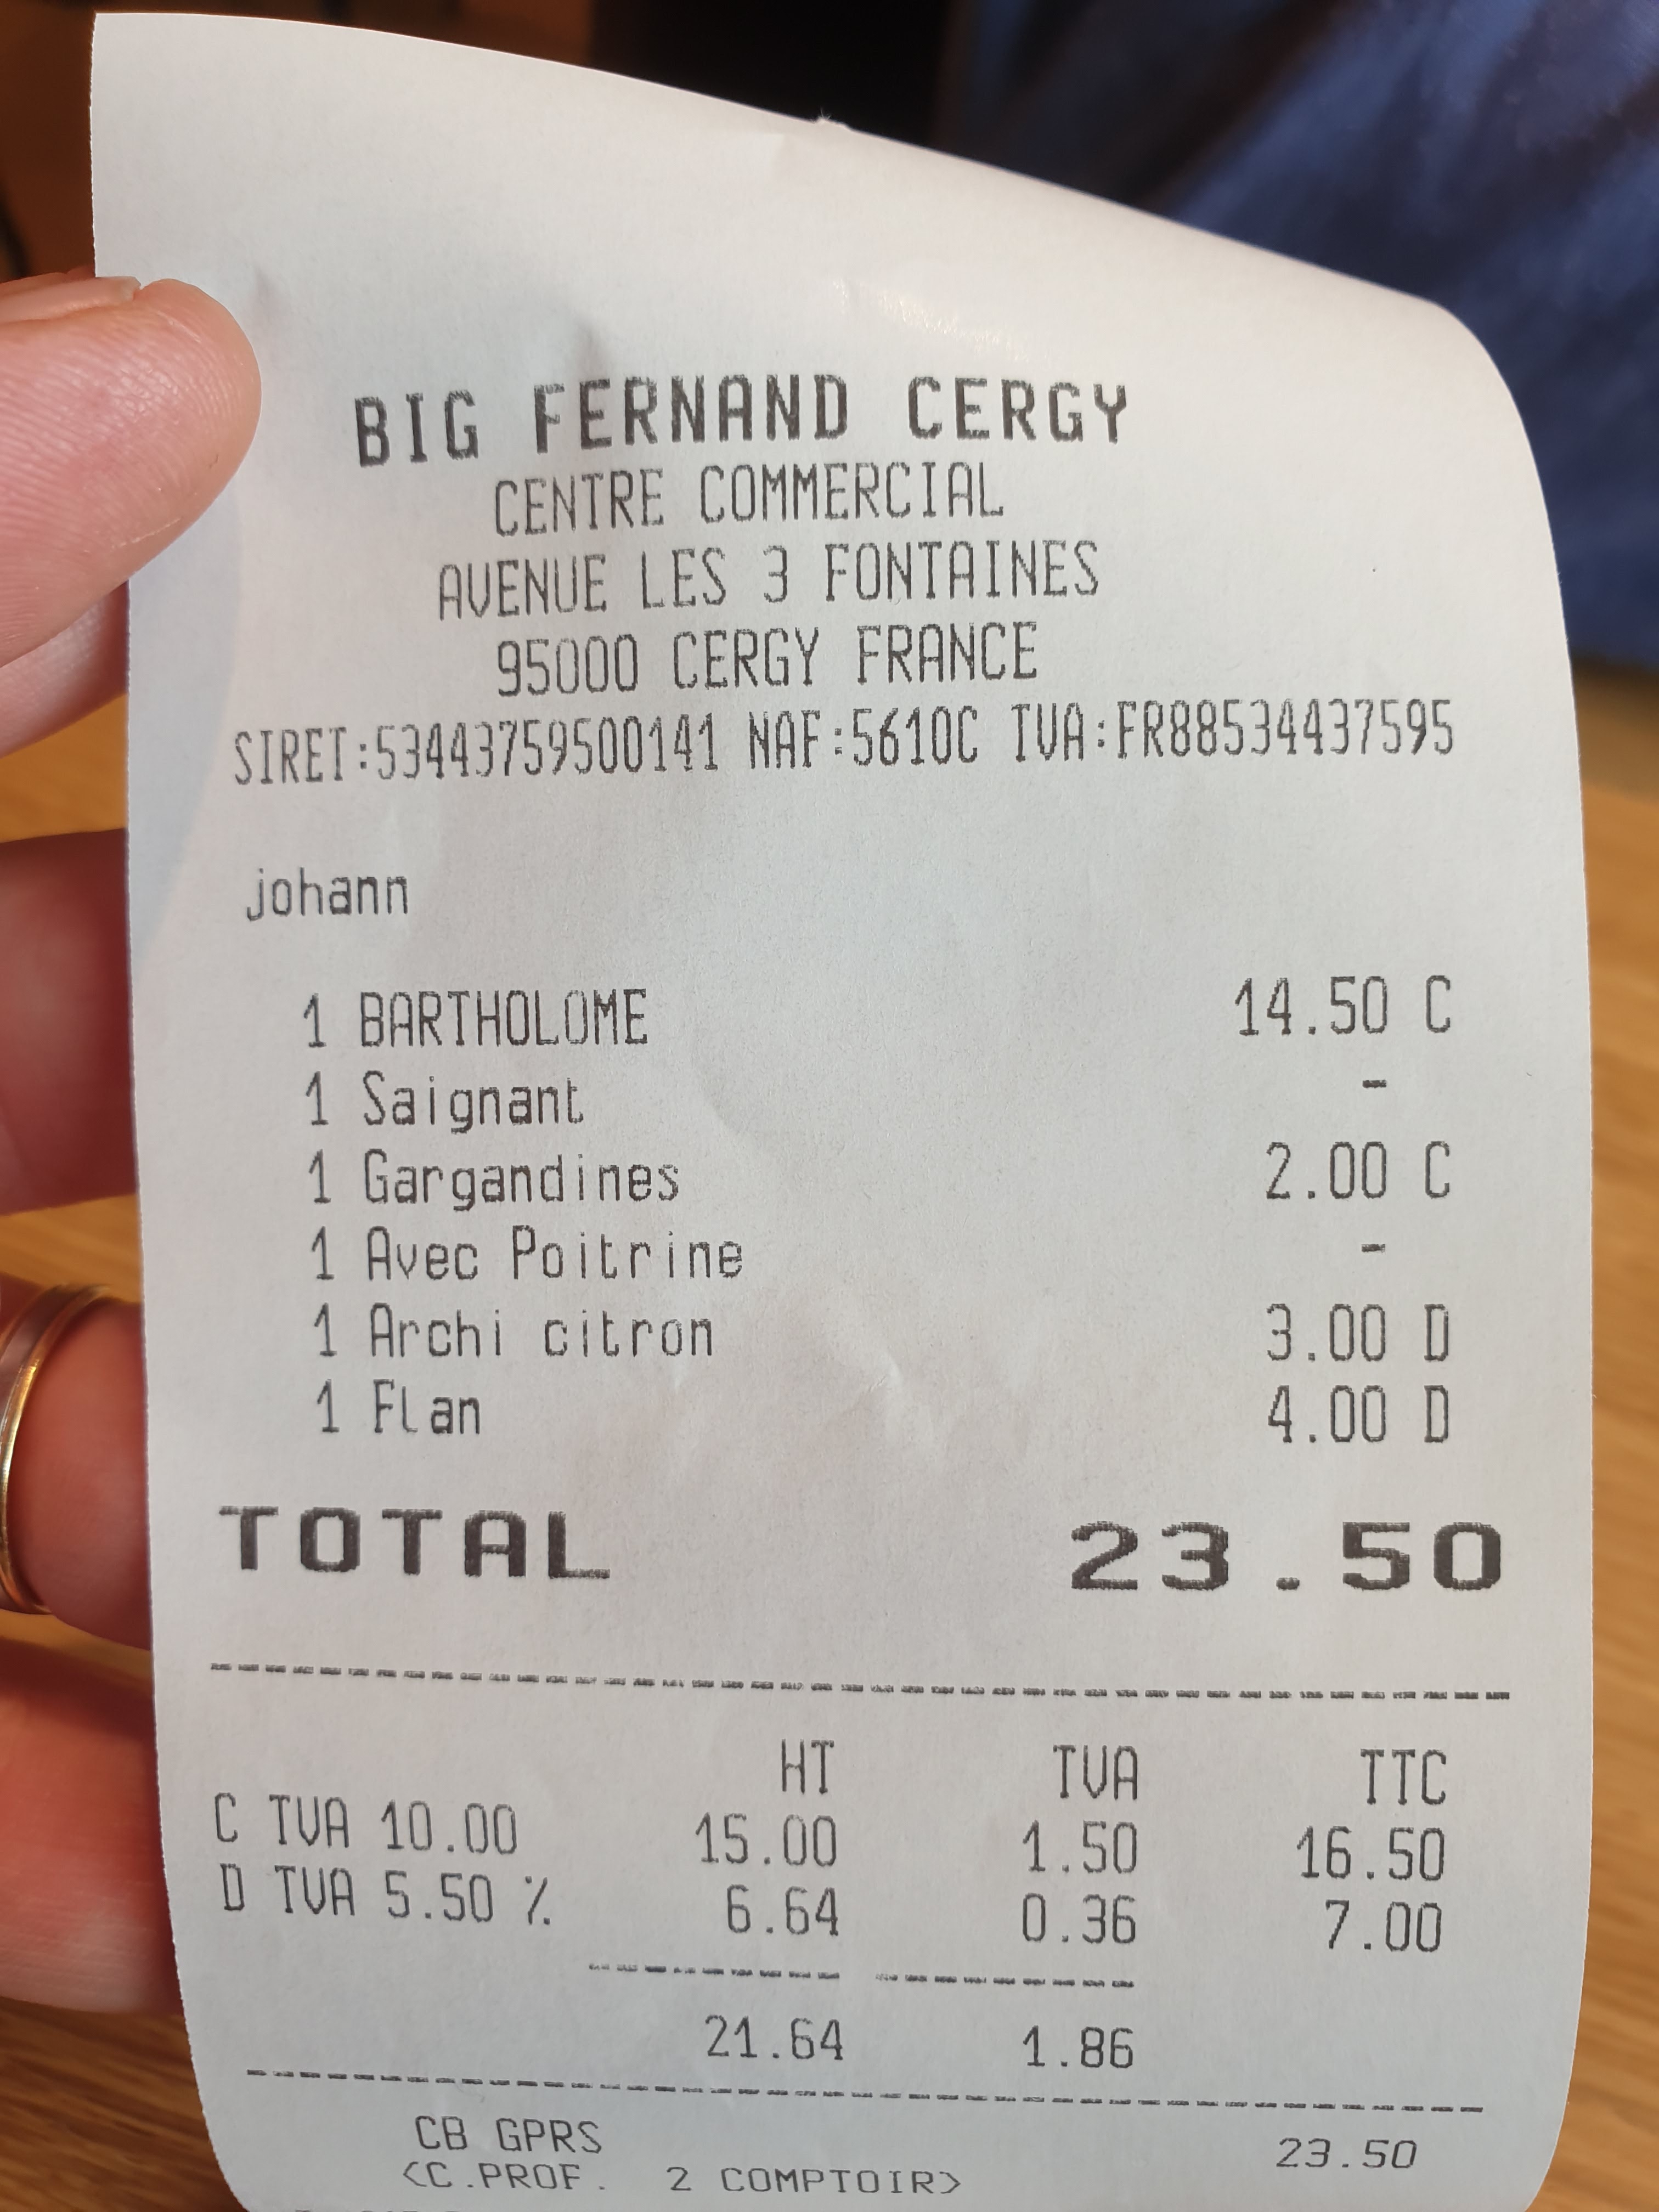 BIG FERNAND CERGY
CENTRE COMMERCIAL
AVENUE LES 3 FONTAINES
95000 CERGY FRANCE
SIRET:53443759500141 NAF:5610C TVA:FR88534437595
johann
1 BARTHOLOME 14.50 C
1 Saignant -
1 Gargandines 2.00 C
1 Avec Poitrine -
1 Archi citron 3.00 D
1 Flan 4.00 D
TOTAL 23.50
HT TVA TTC
C TVA 10.00 15.00 1.50 16.50
D TVA 5.50 % 6.64 0.36 7.00
21.64 1.86
CB GPRS 23.50
<C.PROF. 2 COMPTOIR>